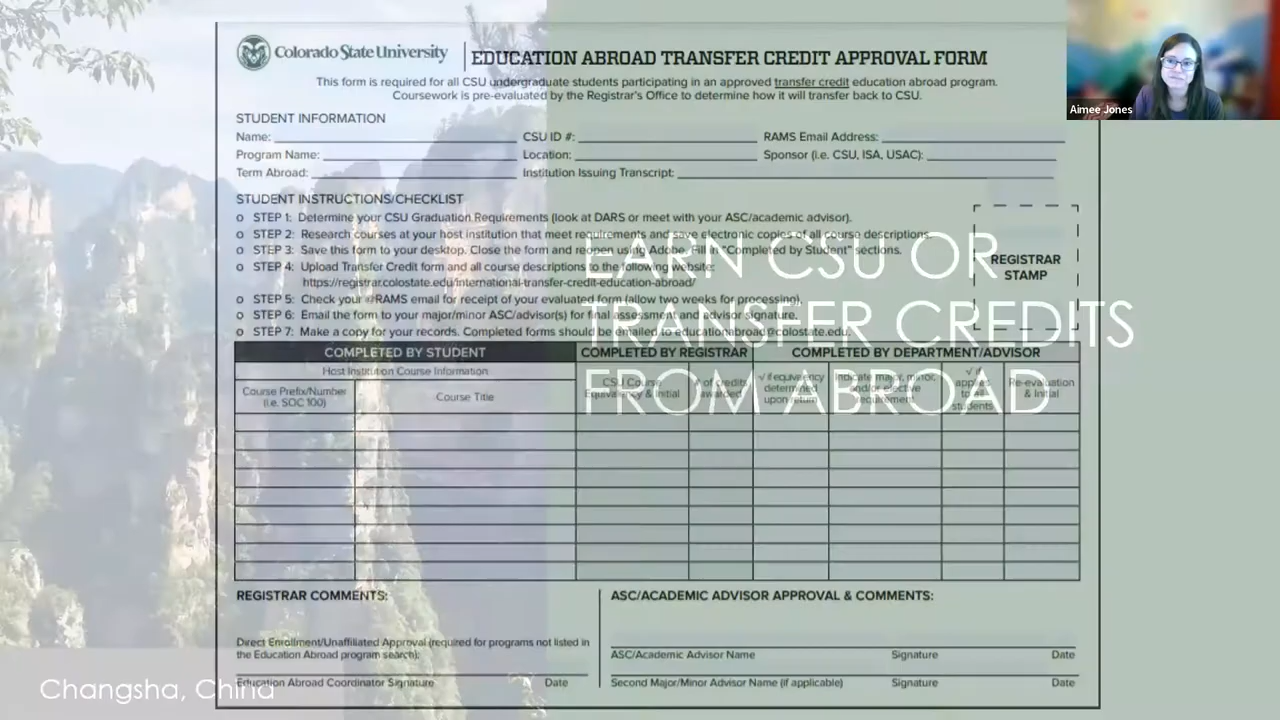 Colorado State University
EDUCATION ABROAD TRANSFER CREDIT APPROVAL FORM
This form is required for all CSU undergraduate students participating in an approved transfer credit education abroad program.
Coursework is pre-evaluated by the Registrar's Office to determine how it will transfer back to CSU.
Aimee Jones
STUDENT INFORMATION
Name: CSU ID #: RAMS Email Address:
Program Name: Location: Sponsor (i.e. CSU, ISA, USAC):
Term Abroad: Institution Issuing Transcript:
STUDENT INSTRUCTIONS/CHECKLIST
o STEP 1: Determine your CSU Graduation Requirements (look at DARS or meet with your ASC/academic advisor).
o STEP 2: Research courses at your host institution that meet requirements and save electronic copies of all course descriptions.
o STEP 3: Save this form to your desktop. Close the form and reopen using Adobe. Fill in "Completed by Student" sections.
o STEP 4: Upload Transfer Credit form and all course descriptions to the following website:
https://registrar.colostate.edu/international-transfer-credit-education-abroad/
o STEP 5: Check your @RAMS email for receipt of your evaluated form (allow two weeks for processing).
o STEP 6: Email the form to your major/minor ASC/advisor(s) for final assessment and advisor signature.
o STEP 7: Make a copy for your records. Completed forms should be emailed to educationabroad@colostate.edu.
REGISTRAR
STAMP
EARN CSU OR
TRANSFER CREDITS
FROM ABROAD
COMPLETED BY STUDENT
COMPLETED BY REGISTRAR
COMPLETED BY DEPARTMENT/ADVISOR
Host Institution Course Information
Course Prefix/Number
(i.e. SOC 100)
Course Title
CSU Course
Equivalency & Initial
# of credits
awarded
√ if equivalency
determined
upon return
Indicate major, minor,
and/or elective
requirement
√ if
applies
to all
students
Re-evaluation
& Initial
REGISTRAR COMMENTS:
Direct Enrollment/Unaffiliated Approval (required for programs not listed in
the Education Abroad program search):
Education Abroad Coordinator Signature Date
ASC/ACADEMIC ADVISOR APPROVAL & COMMENTS:
ASC/Academic Advisor Name Signature Date
Second Major/Minor Advisor Name (if applicable) Signature Date
Changsha, China